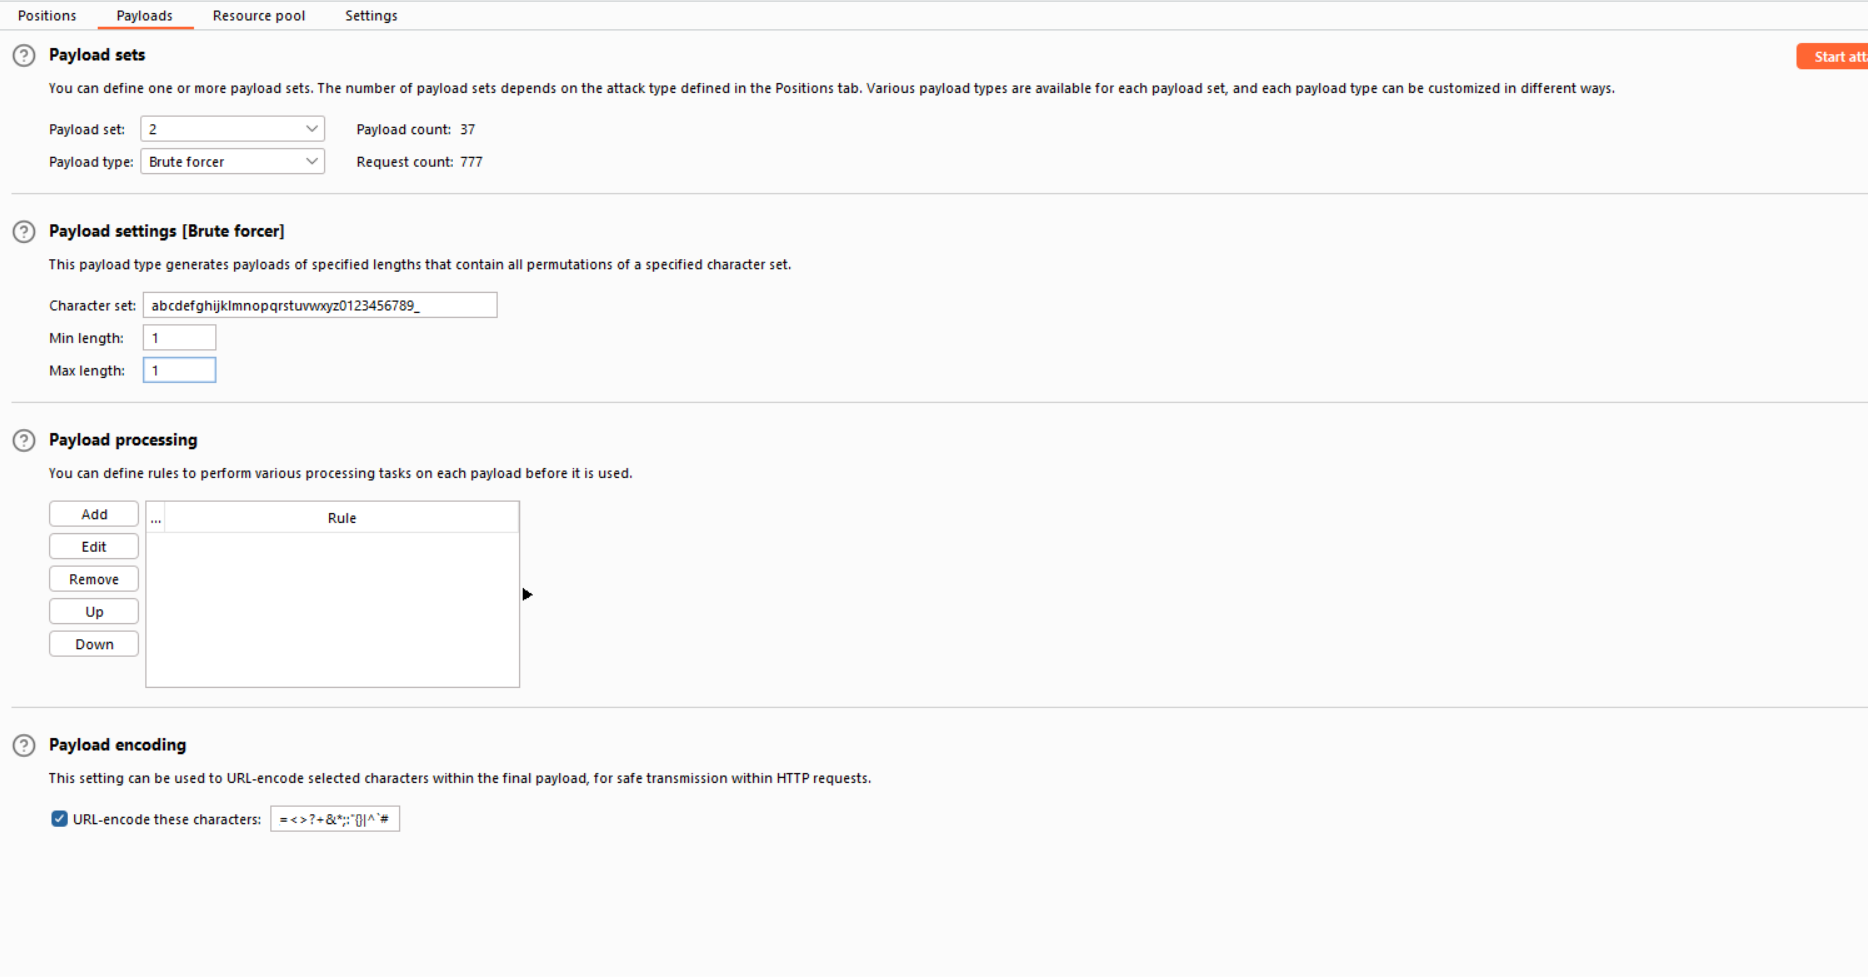 Positions Payloads Resource pool Settings
Payload sets
Start att
You can define one or more payload sets. The number of payload sets depends on the attack type defined in the Positions tab. Various payload types are available for each payload set, and each payload type can be customized in different ways.
Payload set: 2 Payload count: 37
Payload type: Brute forcer Request count: 777
Payload settings [Brute forcer]
This payload type generates payloads of specified lengths that contain all permutations of a specified character set.
Character set: abcdefghijklmnopqrstuvwxyz0123456789_
Min length: 1
Max length: 1
Payload processing
You can define rules to perform various processing tasks on each payload before it is used.
Add ... Rule
Edit
Remove
Up
Down
Payload encoding
This setting can be used to URL-encode selected characters within the final payload, for safe transmission within HTTP requests.
URL-encode these characters: =<>?+&*;:"{}|^`#